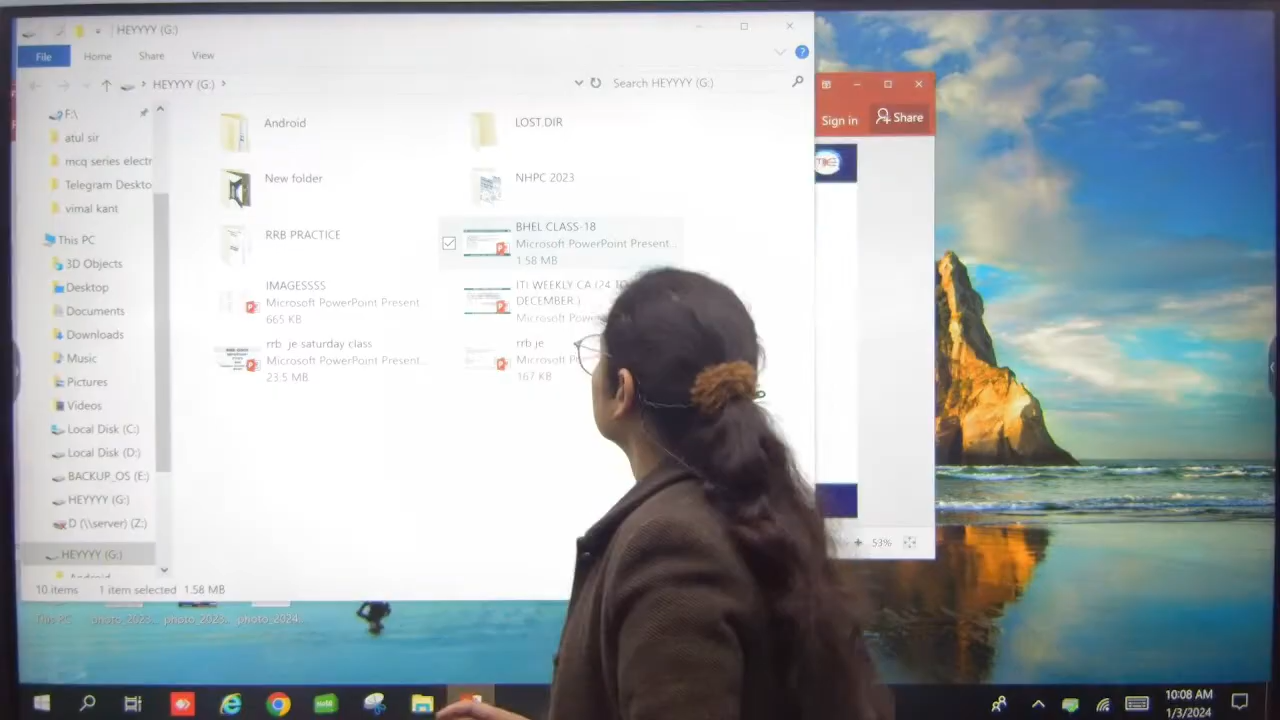 HEYYYY (G:)
File
Home
Share
View
HEYYYY (G:)
Search HEYYYY (G:)
F:\
atul sir
mcq series electr
Telegram Deskto
vimal kant
This PC
3D Objects
Desktop
Documents
Downloads
Music
Pictures
Videos
Local Disk (C:)
Local Disk (D:)
BACKUP_OS (E:)
HEYYYY (G:)
D (\\server) (Z:)
HEYYYY (G:)
Android
Android
LOST.DIR
New folder
NHPC 2023
RRB PRACTICE
BHEL CLASS-18
Microsoft PowerPoint Present...
1.58 MB
IMAGESSSS
Microsoft PowerPoint Present
665 KB
ITI WEEKLY CA (24
DECEMBER )
Microsoft
rrb je saturday class
Microsoft PowerPoint Present...
23.5 MB
rrb je
Microsoft P
167 KB
10 items
1 item selected
1.58 MB
Sign in
Share
53%
This PC
photo_2023...
photo_2023...
photo_2024...
10:08 AM
1/3/2024